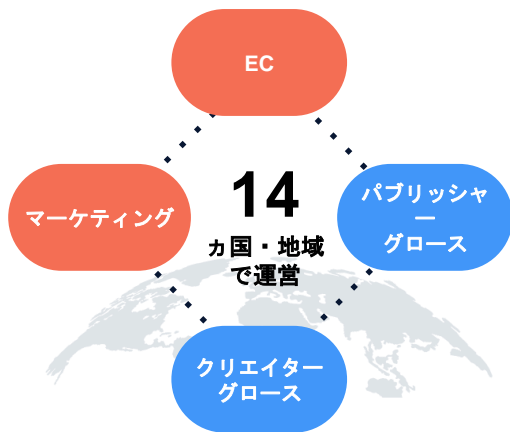 EC
マーケティング
14
ヵ国・地域
で運営
パブリッシャ
ー
グロース
クリエイター
グロース